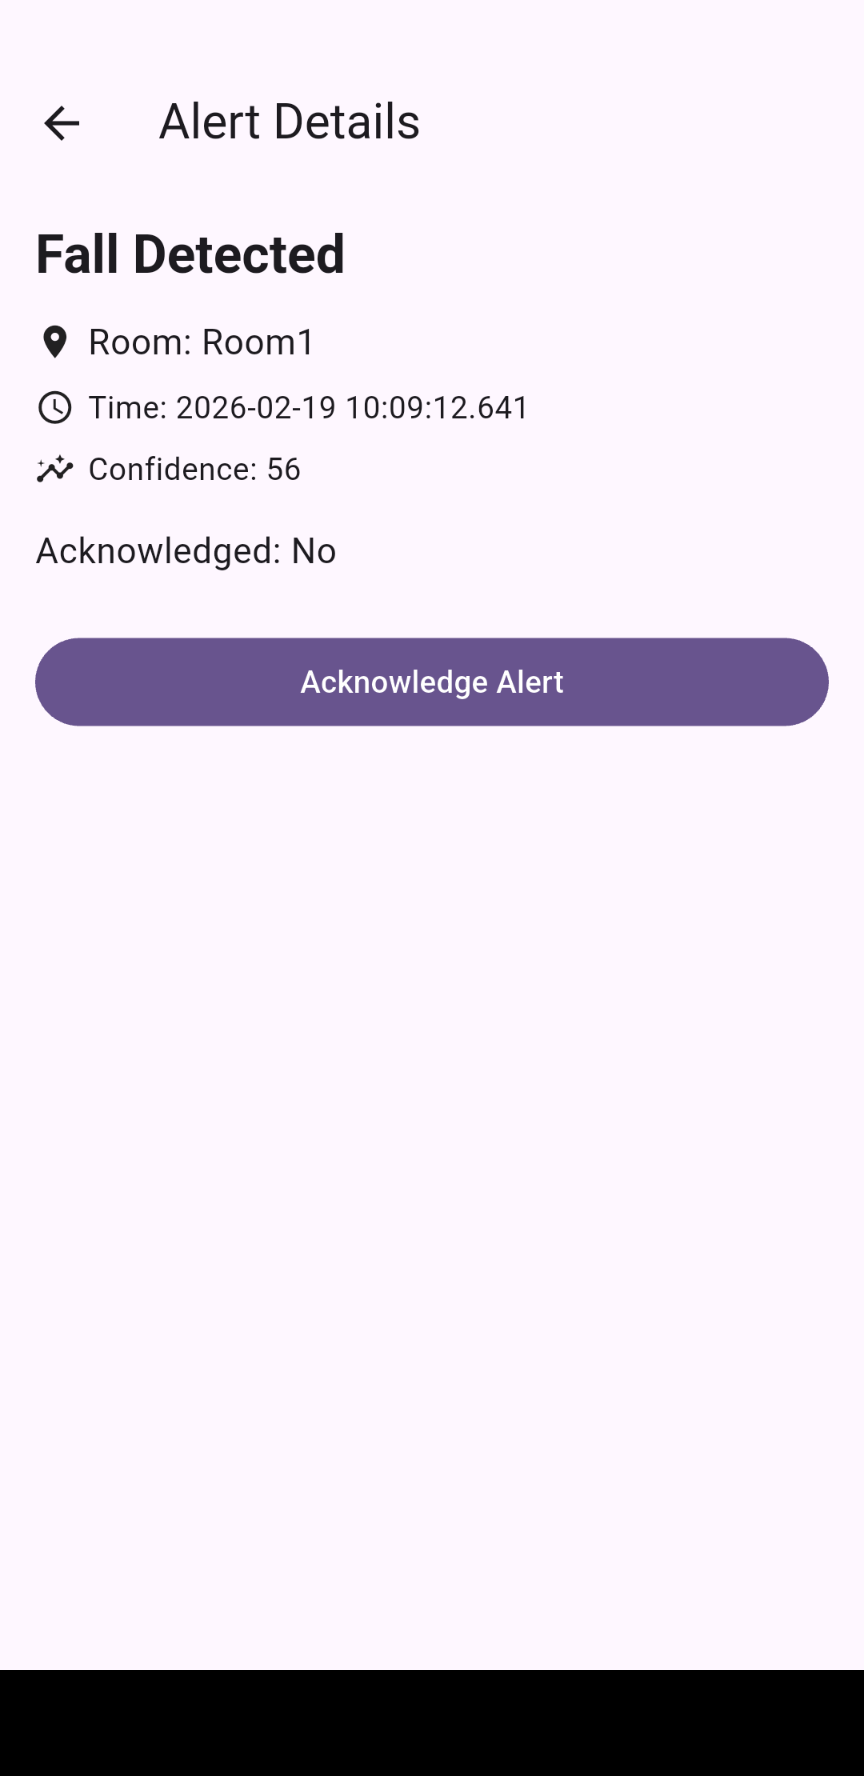 Alert Details
Fall Detected
Room: Room1
Time: 2026-02-19 10:09:12.641
Confidence: 56
Acknowledged: No
Acknowledge Alert